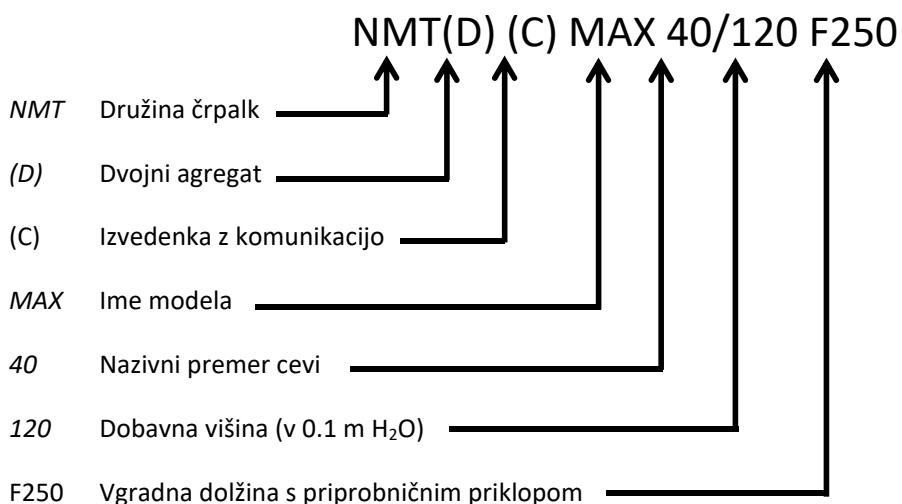 NMT(D) (C) MAX 40/120 F250
NMT Družina črpalk
(D) Dvojni agregat
(C) Izvedenka z komunikacijo
MAX Ime modela
40 Nazivni premer cevi
120 Dobavna višina (v 0.1 m H₂O)
F250 Vgradna dolžina s priprobničnim priklopom